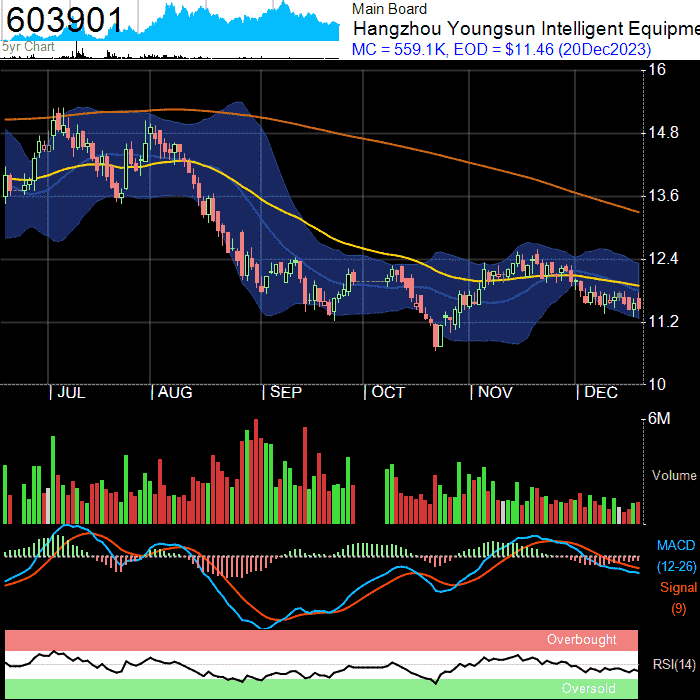 603901
5yr Chart
Main Board
Hangzhou Youngsun Intelligent Equipme
MC = 559.1K, EOD = $11.46 (20Dec2023)
16
14.8
13.6
12.4
11.2
10
| JUL | AUG | SEP | OCT | NOV | DEC
6M
Volume
MACD
(12-26)
Signal
(9)
Overbought
RSI(14)
Oversold